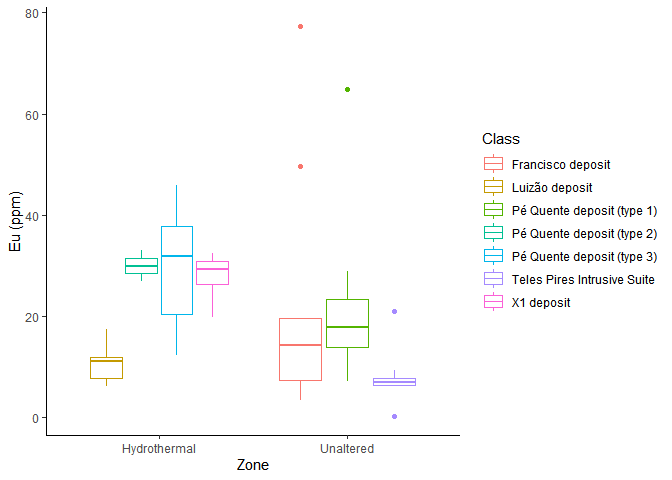 80
60
40
20
0
Eu (ppm)
Hydrothermal
Unaltered
Zone
Class
Francisco deposit
Luizão deposit
Pé Quente deposit (type 1)
Pé Quente deposit (type 2)
Pé Quente deposit (type 3)
Teles Pires Intrusive Suite
X1 deposit